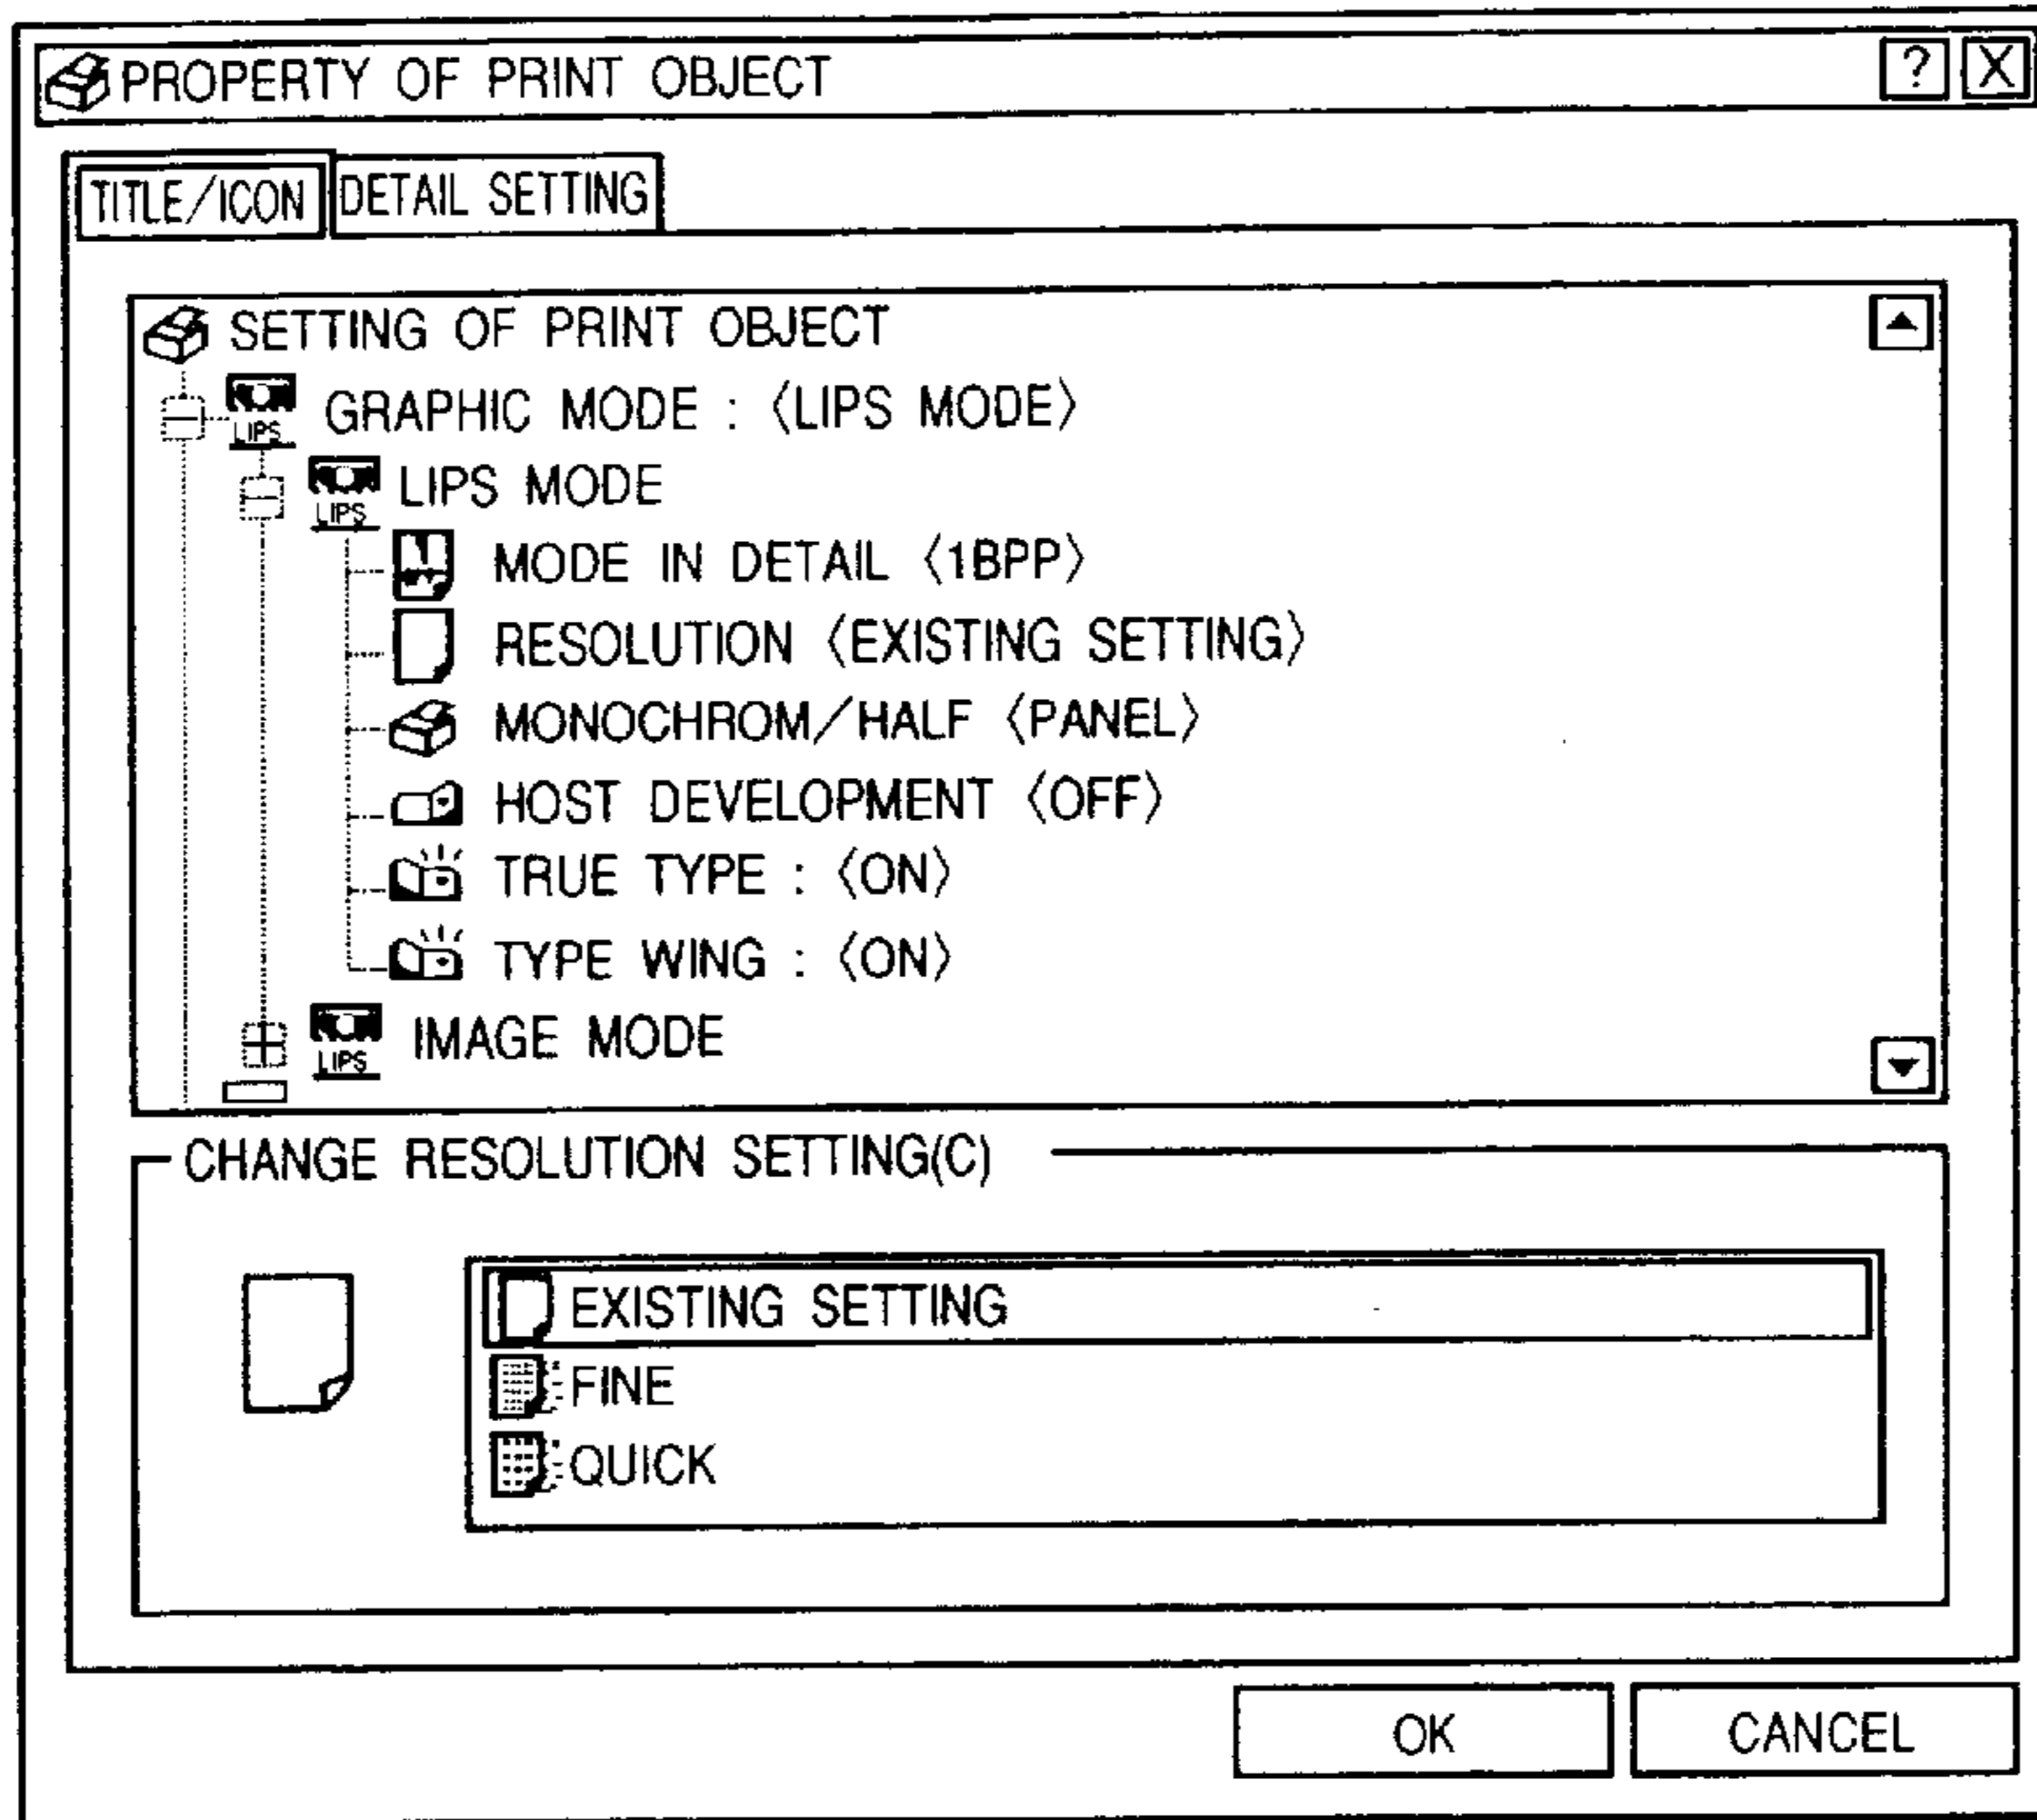 PROPERTY OF PRINT OBJECT ? X
TITLE/ICON DETAIL SETTING
SETTING OF PRINT OBJECT
LIPS GRAPHIC MODE : 〈LIPS MODE〉
LIPS LIPS MODE
MODE IN DETAIL 〈1BPP〉
RESOLUTION 〈EXISTING SETTING〉
MONOCHROM/HALF 〈PANEL〉
HOST DEVELOPMENT 〈OFF〉
TRUE TYPE : 〈ON〉
TYPE WING : 〈ON〉
LIPS IMAGE MODE
CHANGE RESOLUTION SETTING(C)
EXISTING SETTING
FINE
QUICK
OK CANCEL